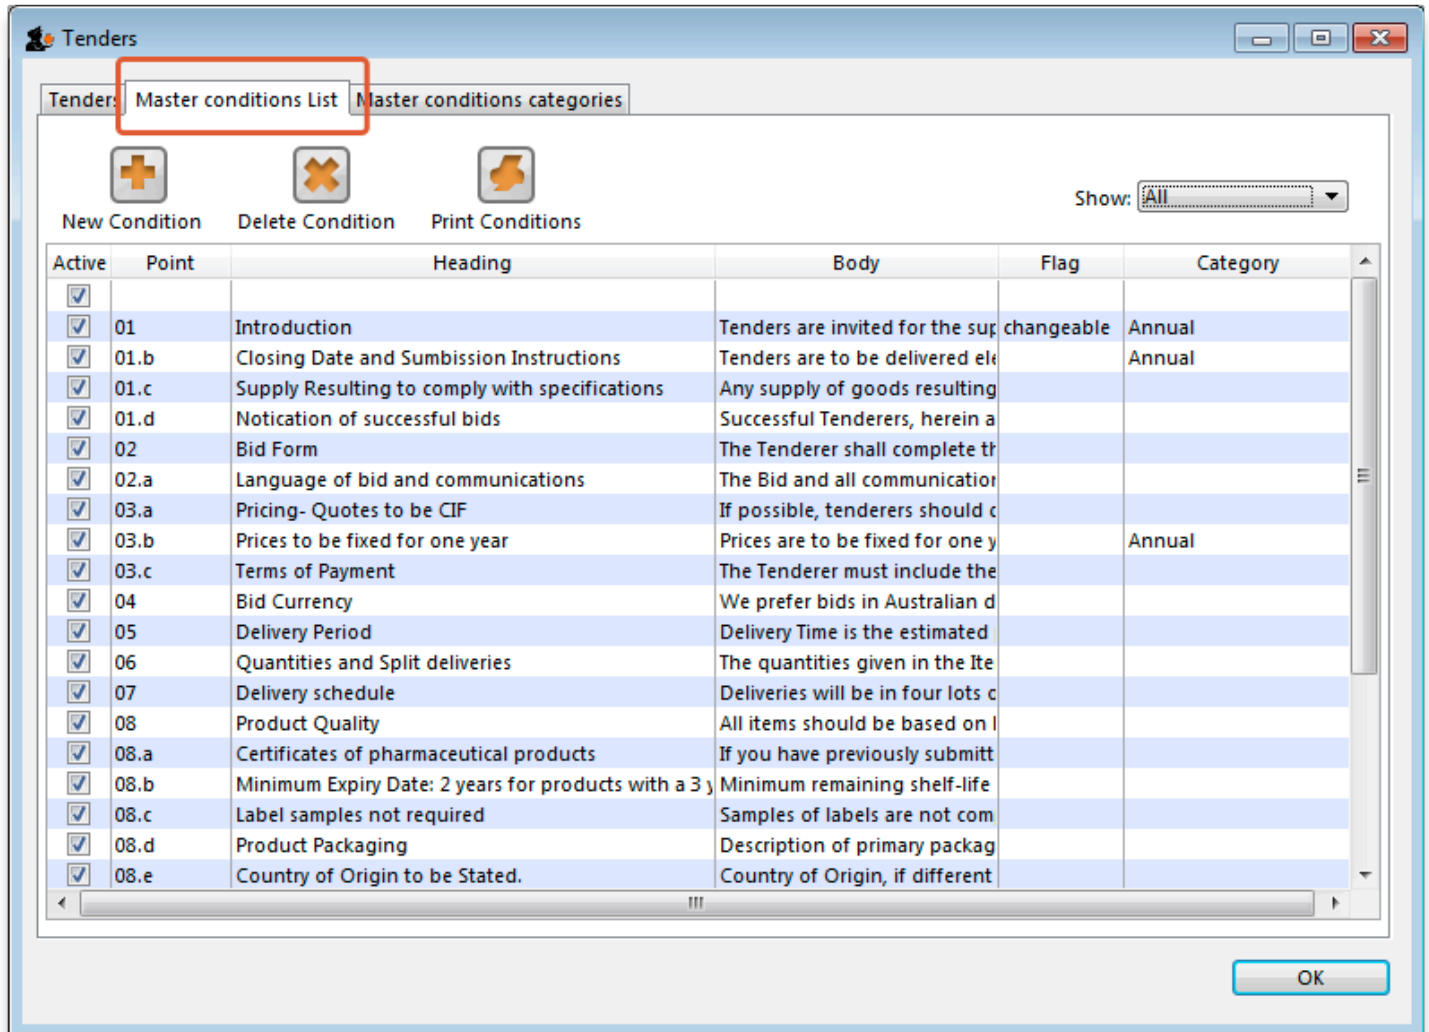 Tenders
Tenders Master conditions List Master conditions categories
New Condition Delete Condition Print Conditions Show: All
Active Point Heading Body Flag Category
01 Introduction Tenders are invited for the sup changeable Annual
01.b Closing Date and Sumbission Instructions Tenders are to be delivered ele Annual
01.c Supply Resulting to comply with specifications Any supply of goods resulting
01.d Notication of successful bids Successful Tenderers, herein a
02 Bid Form The Tenderer shall complete th
02.a Language of bid and communications The Bid and all communication
03.a Pricing- Quotes to be CIF If possible, tenderers should c
03.b Prices to be fixed for one year Prices are to be fixed for one y Annual
03.c Terms of Payment The Tenderer must include the
04 Bid Currency We prefer bids in Australian d
05 Delivery Period Delivery Time is the estimated
06 Quantities and Split deliveries The quantities given in the Ite
07 Delivery schedule Deliveries will be in four lots c
08 Product Quality All items should be based on
08.a Certificates of pharmaceutical products If you have previously submitt
08.b Minimum Expiry Date: 2 years for products with a 3 y Minimum remaining shelf-life
08.c Label samples not required Samples of labels are not com
08.d Product Packaging Description of primary packag
08.e Country of Origin to be Stated. Country of Origin, if different
OK